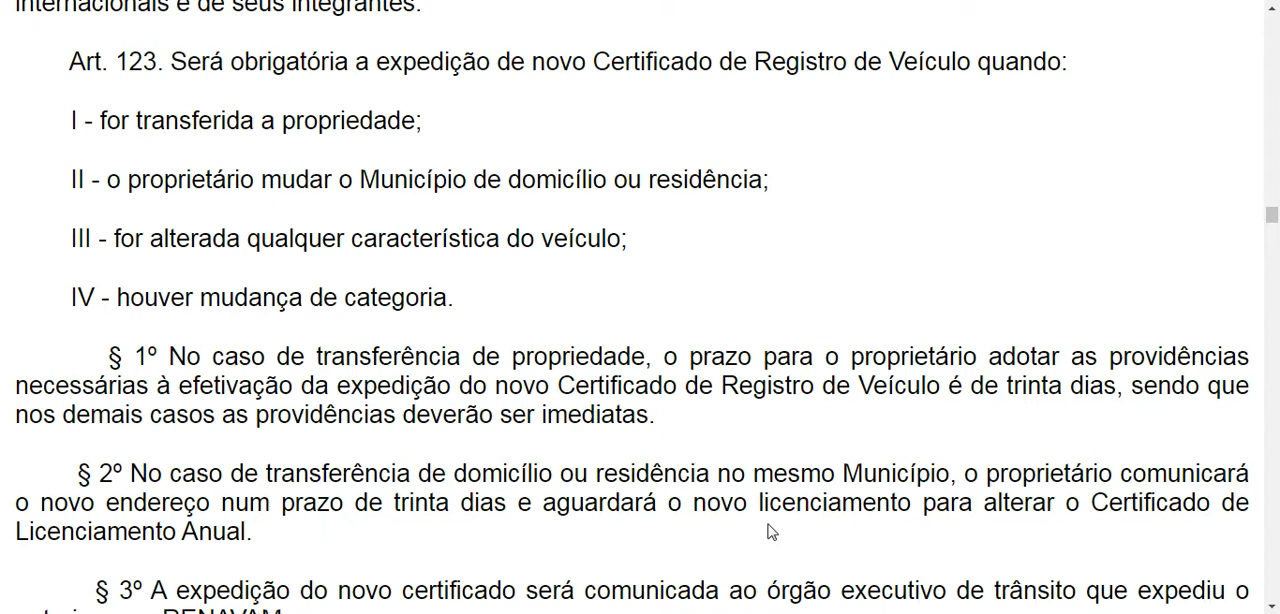 internacionais e de seus integrantes.
Art. 123. Será obrigatória a expedição de novo Certificado de Registro de Veículo quando:
I - for transferida a propriedade;
II - o proprietário mudar o Município de domicílio ou residência;
III - for alterada qualquer característica do veículo;
IV - houver mudança de categoria.
§ 1º No caso de transferência de propriedade, o prazo para o proprietário adotar as providências
necessárias à efetivação da expedição do novo Certificado de Registro de Veículo é de trinta dias, sendo que
nos demais casos as providências deverão ser imediatas.
§ 2º No caso de transferência de domicílio ou residência no mesmo Município, o proprietário comunicará
o novo endereço num prazo de trinta dias e aguardará o novo licenciamento para alterar o Certificado de
Licenciamento Anual.
§ 3º A expedição do novo certificado será comunicada ao órgão executivo de trânsito que expediu o
RENAVAM